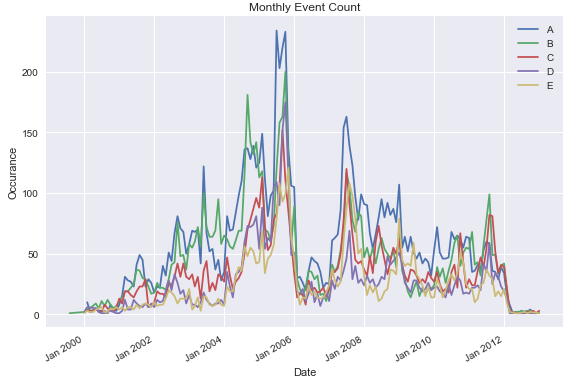 Monthly Event Count
A
B
C
D
E
Occurance
200
150
100
50
0
Jan 2000
Jan 2002
Jan 2004
Jan 2006
Jan 2008
Jan 2010
Jan 2012
Date